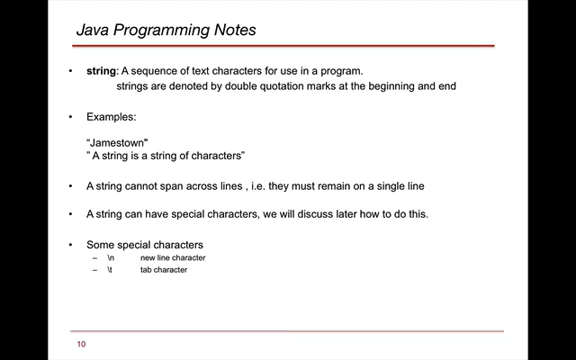 Java Programming Notes
• string: A sequence of text characters for use in a program.
strings are denoted by double quotation marks at the beginning and end
• Examples:
“Jamestown"
” A string is a string of characters”
• A string cannot span across lines , i.e. they must remain on a single line
• A string can have special characters, we will discuss later how to do this.
• Some special characters
– \n new line character
– \t tab character
10